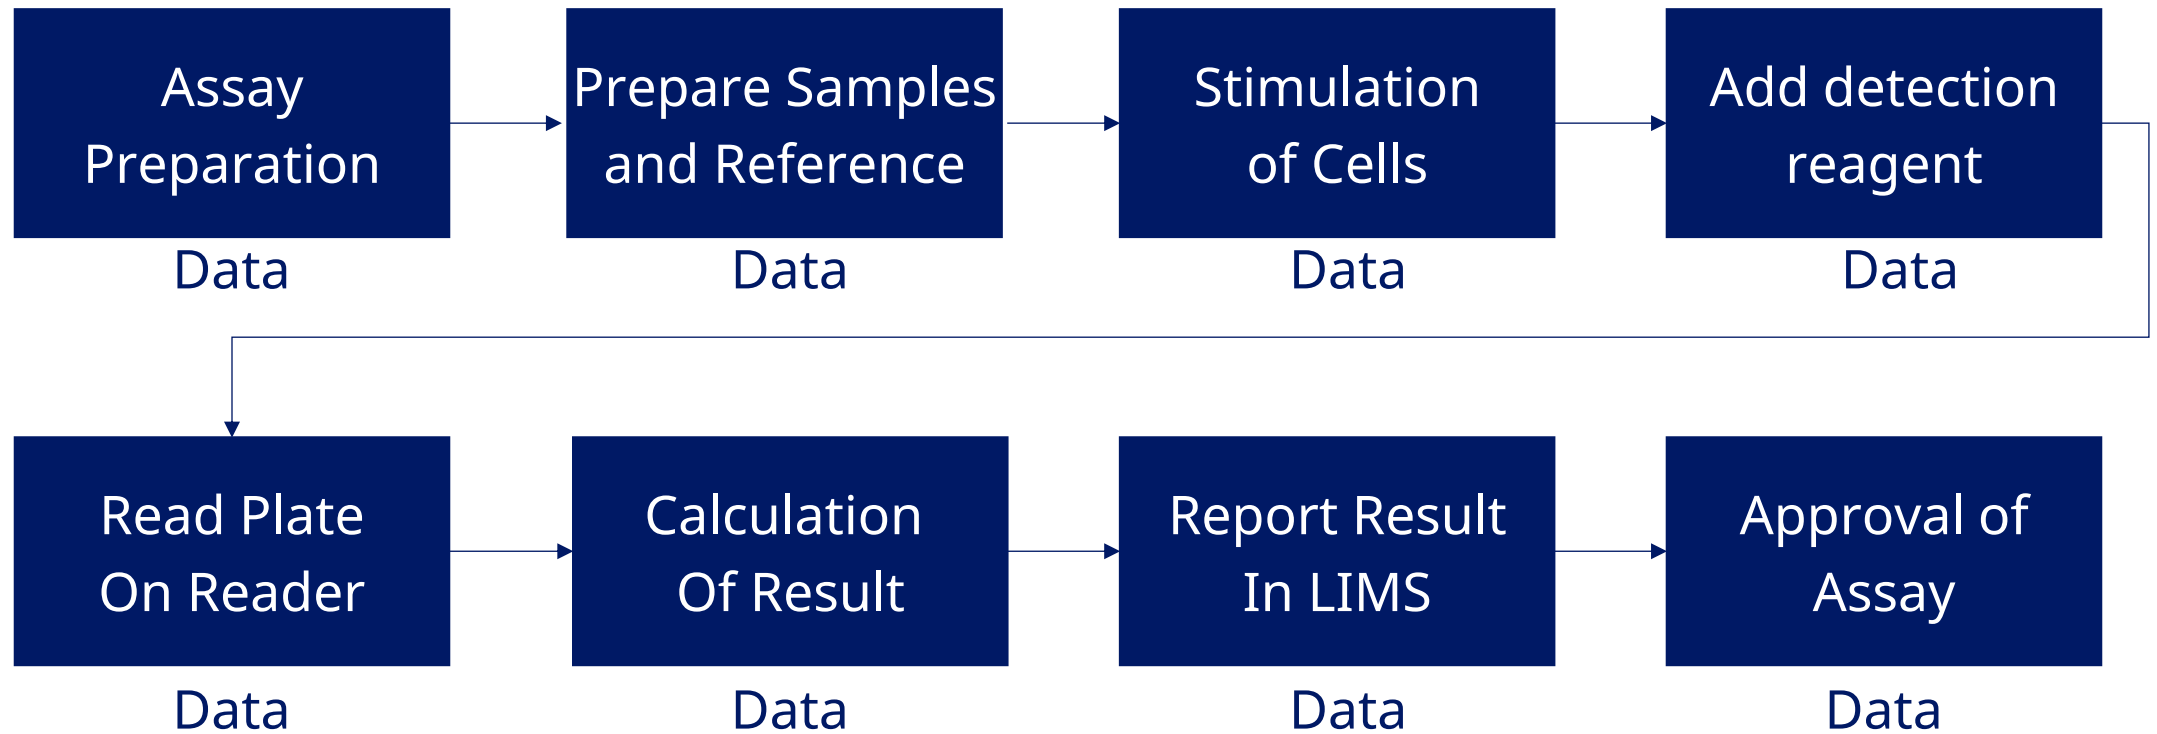 Assay
Preparation
Data
Prepare Samples
and Reference
Data
Stimulation
of Cells
Data
Add detection
reagent
Data
Read Plate
On Reader
Data
Calculation
Of Result
Data
Report Result
In LIMS
Data
Approval of
Assay
Data